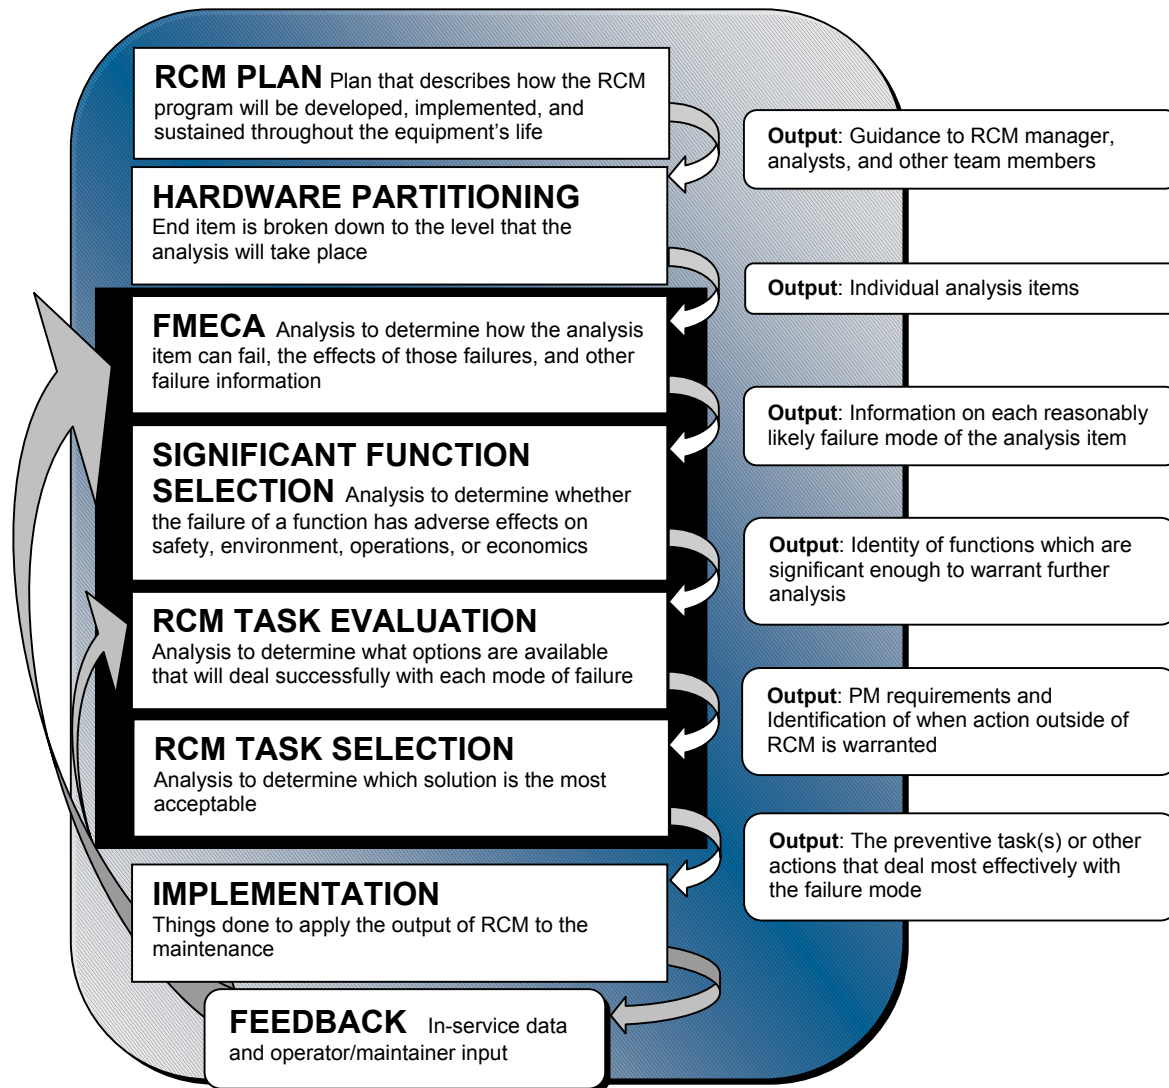 RCM PLAN Plan that describes how the RCM
program will be developed, implemented, and
sustained throughout the equipment's life
Output: Guidance to RCM manager,
analysts, and other team members
HARDWARE PARTITIONING
End item is broken down to the level that the
analysis will take place
Output: Individual analysis items
FMECA Analysis to determine how the analysis
item can fail, the effects of those failures, and other
failure information
Output: Information on each reasonably
likely failure mode of the analysis item
SIGNIFICANT FUNCTION
SELECTION Analysis to determine whether
the failure of a function has adverse effects on
safety, environment, operations, or economics
Output: Identity of functions which are
significant enough to warrant further
analysis
RCM TASK EVALUATION
Analysis to determine what options are available
that will deal successfully with each mode of failure
Output: PM requirements and
Identification of when action outside of
RCM is warranted
RCM TASK SELECTION
Analysis to determine which solution is the most
acceptable
Output: The preventive task(s) or other
actions that deal most effectively with
the failure mode
IMPLEMENTATION
Things done to apply the output of RCM to the
maintenance
FEEDBACK In-service data
and operator/maintainer input